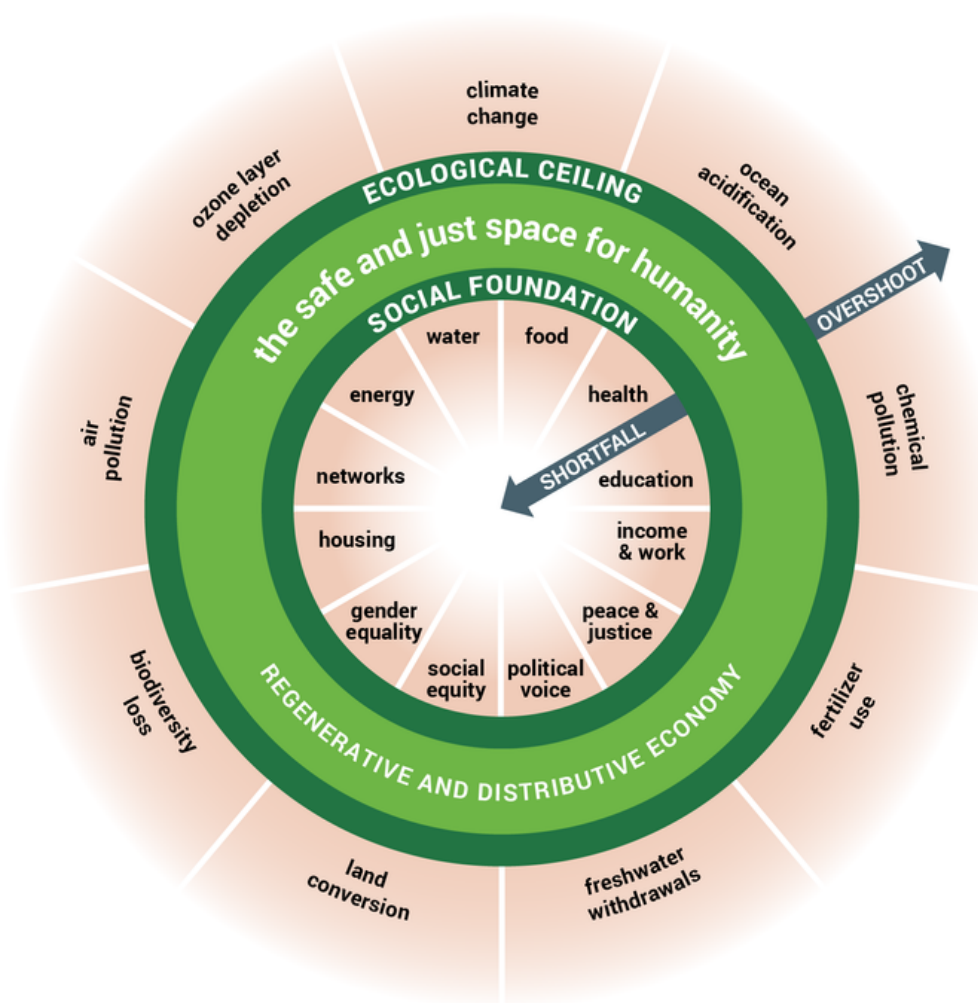 climate
change
ozone layer
depletion
ocean
acidification
ECOLOGICAL CEILING
the safe and just space for humanity
OVERSHOOT
SOCIAL FOUNDATION
water
food
energy
health
air
pollution
chemical
pollution
SHORTFALL
networks
education
housing
income
& work
gender
equality
peace &
justice
social
equity
political
voice
biodiversity
loss
fertilizer
use
REGENERATIVE AND DISTRIBUTIVE ECONOMY
land
conversion
freshwater
withdrawals